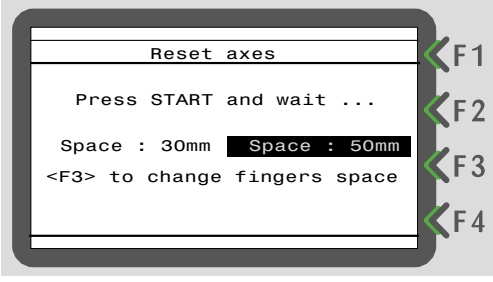 Reset axes
F1
Press START and wait ...
F2
Space : 30mm Space : 50mm
<F3> to change fingers space
F3
F4